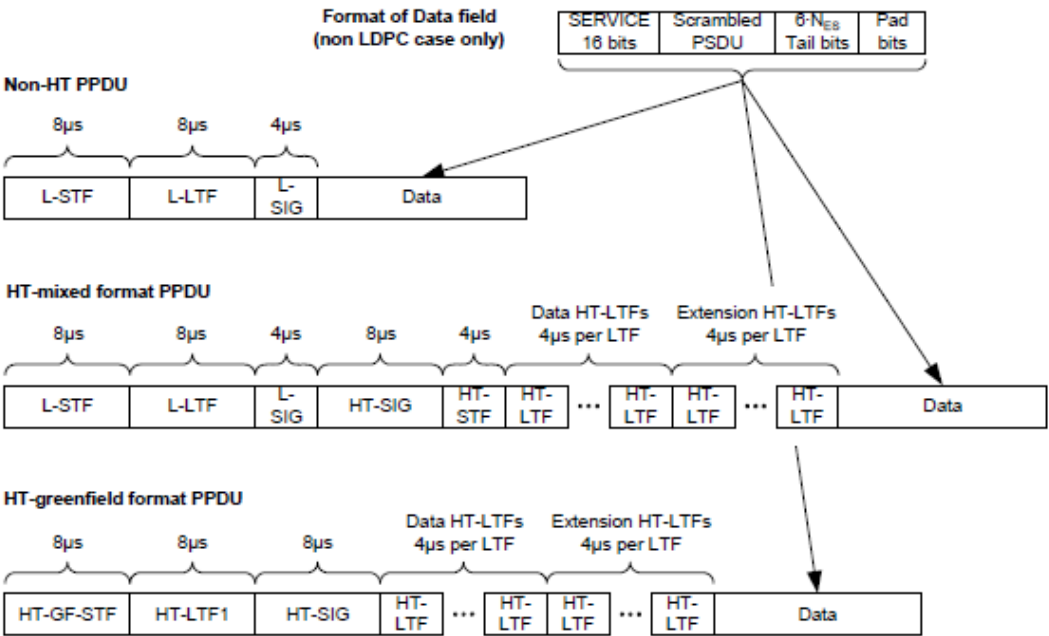 Format of Data field
(non LDPC case only)
SERVICE
16 bits
Scrambled
PSDU
6·NES
Tail bits
Pad
bits
Non-HT PPDU
8µs
8µs
4µs
L-STF
L-LTF
L-
SIG
Data
HT-mixed format PPDU
Data HT-LTFs
4µs per LTF
Extension HT-LTFs
4µs per LTF
8µs
8µs
4µs
8µs
4µs
L-STF
L-LTF
L-
SIG
HT-SIG
HT-
STF
HT-
LTF
...
HT-
LTF
HT-
LTF
...
HT-
LTF
Data
HT-greenfield format PPDU
Data HT-LTFs
4µs per LTF
Extension HT-LTFs
4µs per LTF
8µs
8µs
8µs
HT-GF-STF
HT-LTF1
HT-SIG
HT-
LTF
...
HT-
LTF
HT-
LTF
...
HT-
LTF
Data